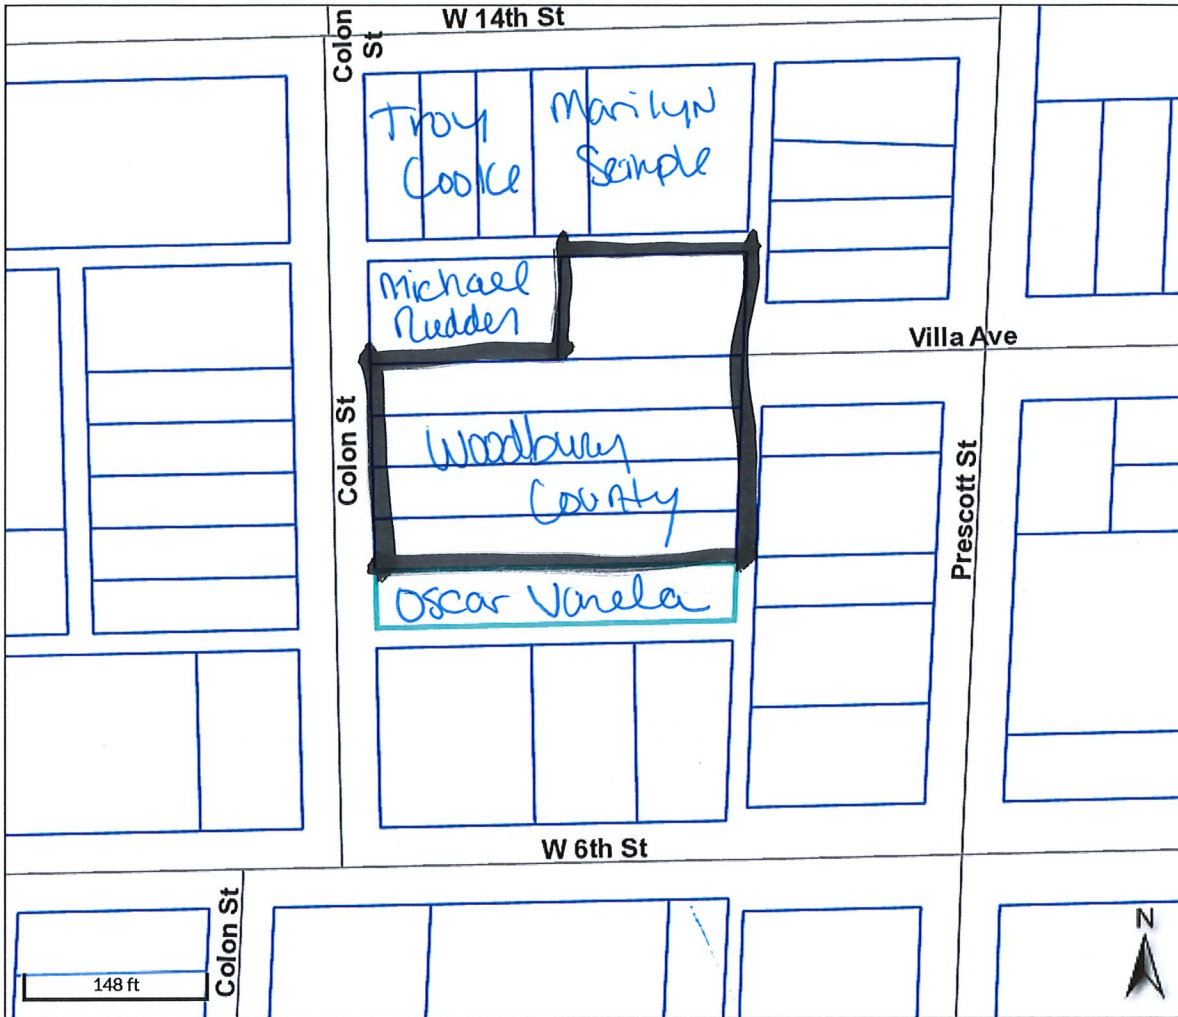 W 14th St
Colon
St
Troy
Cooke
Marilyn
Semple
Michael
Rudden
Villa Ave
Colon St
Woodbury
County
Prescott St
Oscar Varela
W 6th St
Colon St
148 ft
N